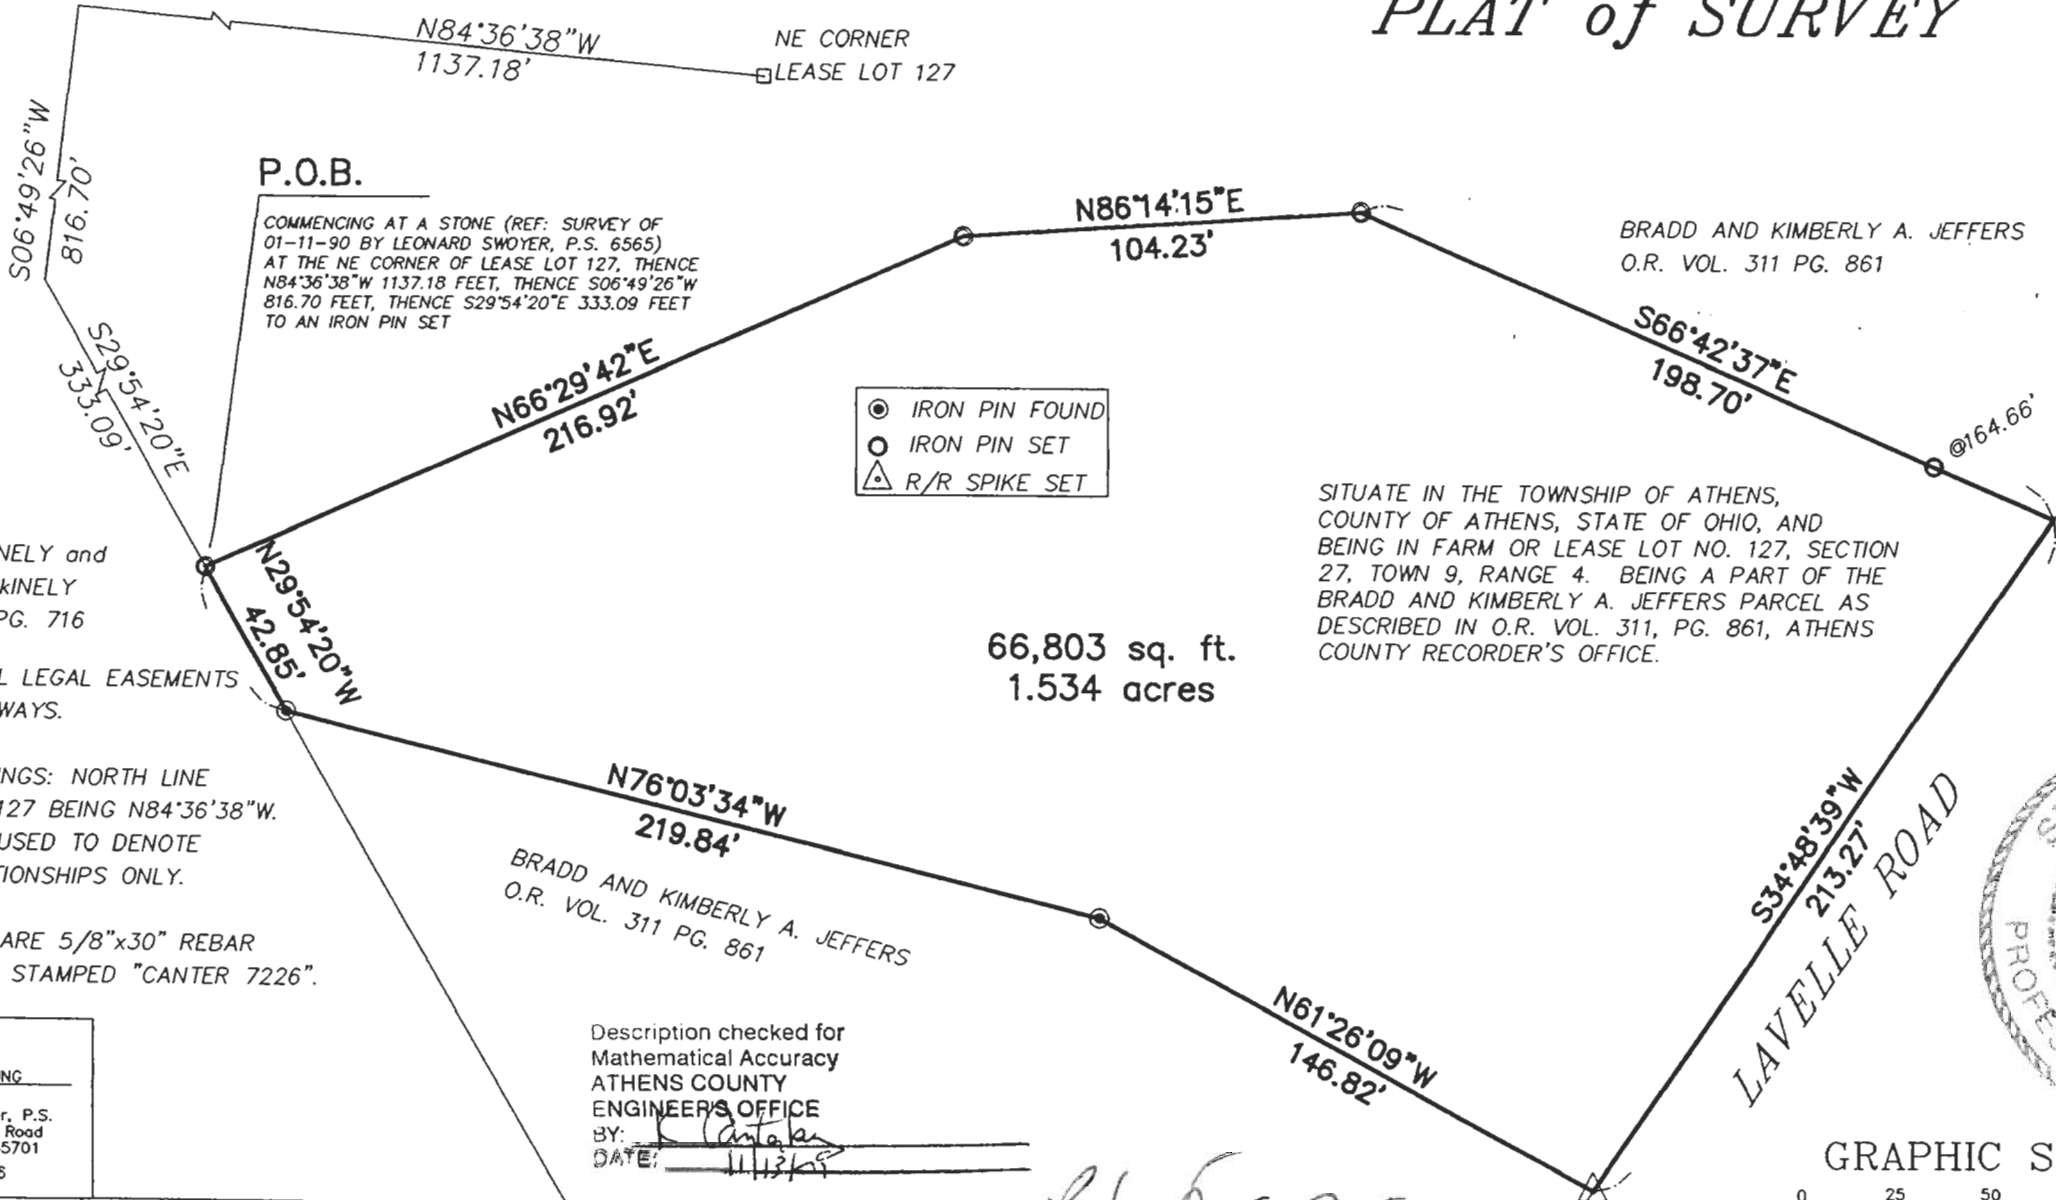 PLAT of SURVEY
N84°36'38"W
1137.18'
NE CORNER
LEASE LOT 127
S06°49'26"W
816.70'
P.O.B.
COMMENCING AT A STONE (REF: SURVEY OF
01-11-90 BY LEONARD SWOYER, P.S. 6565)
AT THE NE CORNER OF LEASE LOT 127, THENCE
N84°36'38"W 1137.18 FEET, THENCE S06°49'26"W
816.70 FEET, THENCE S29°54'20"E 333.09 FEET
TO AN IRON PIN SET
N86°14'15"E
104.23'
BRADD AND KIMBERLY A. JEFFERS
O.R. VOL. 311 PG. 861
S29°54'20"E
333.09'
N66°29'42"E
216.92'
S66°42'37"E
198.70'
@164.66'
IRON PIN FOUND
IRON PIN SET
R/R SPIKE SET
SITUATE IN THE TOWNSHIP OF ATHENS,
COUNTY OF ATHENS, STATE OF OHIO, AND
BEING IN FARM OR LEASE LOT NO. 127, SECTION
27, TOWN 9, RANGE 4. BEING A PART OF THE
BRADD AND KIMBERLY A. JEFFERS PARCEL AS
DESCRIBED IN O.R. VOL. 311, PG. 861, ATHENS
COUNTY RECORDER'S OFFICE.
NELY and
kINELY
PG. 716
N29°54'20"W
42.85'
66,803 sq. ft.
1.534 acres
L LEGAL EASEMENTS
WAYS.
NGS: NORTH LINE
127 BEING N84°36'38"W.
USED TO DENOTE
TIONSHIPS ONLY.
N76°03'34"W
219.84'
BRADD AND KIMBERLY A. JEFFERS
O.R. VOL. 311 PG. 861
S34°48'39"W
213.27'
LAVELLE ROAD
ARE 5/8"x30" REBAR
STAMPED "CANTER 7226".
N61°26'09"W
146.82'
Description checked for
Mathematical Accuracy
ATHENS COUNTY
ENGINEER'S OFFICE
BY:
DATE:
NG
r, P.S.
Road
5701
6
PROFES
GRAPHIC S
0 25 50